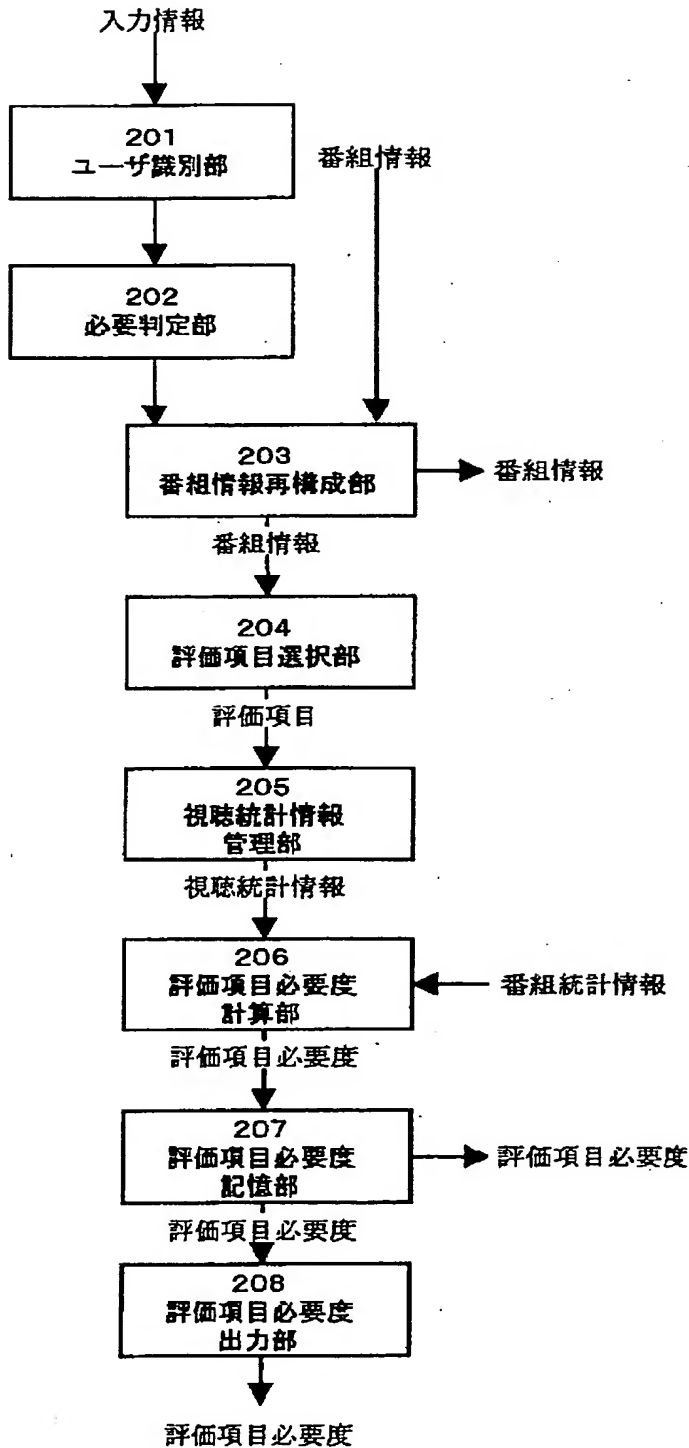 入力情報
201
ユーザ識別部
番組情報
202
必要判定部
203
番組情報再構成部
番組情報
番組情報
204
評価項目選択部
評価項目
205
視聴統計情報
管理部
視聴統計情報
206
評価項目必要度
計算部
番組統計情報
評価項目必要度
207
評価項目必要度
記憶部
評価項目必要度
評価項目必要度
208
評価項目必要度
出力部
評価項目必要度